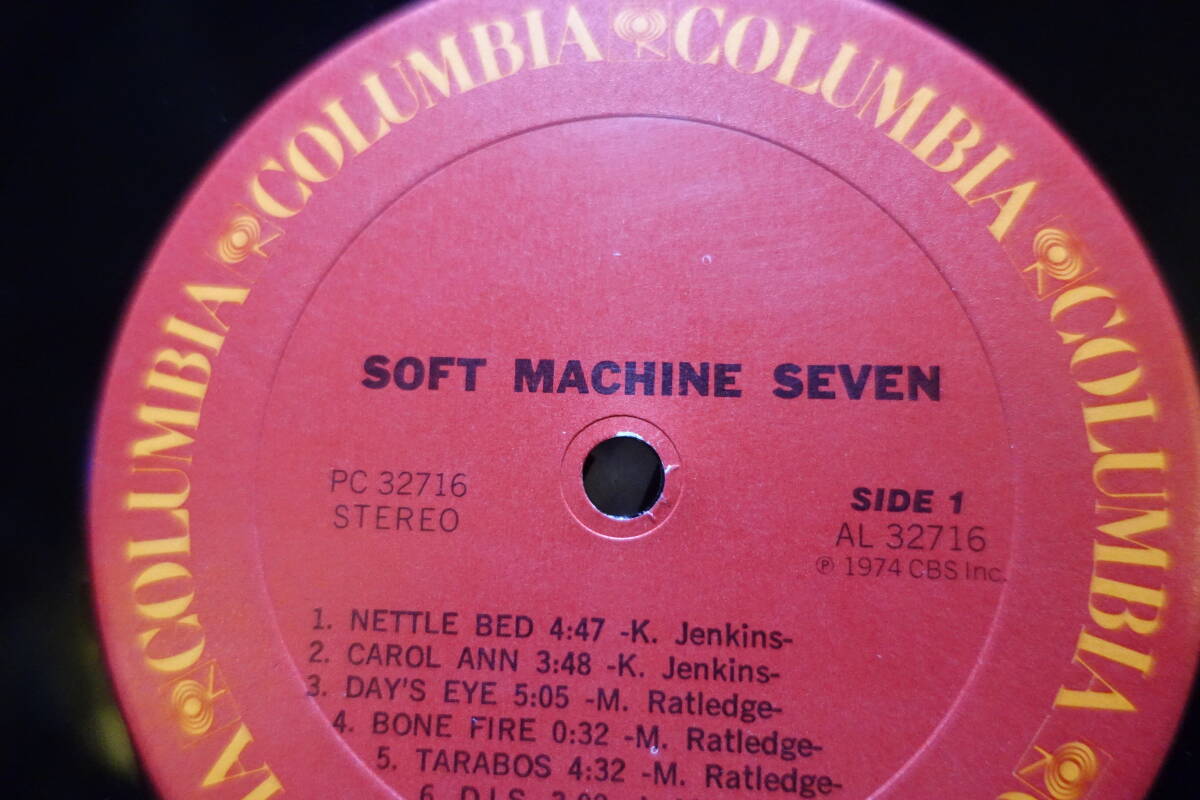 COLUMBIA COLUMBIA COLUMBIA COLUMBIA COLUMBIA
SOFT MACHINE SEVEN
PC 32716
STEREO
SIDE 1
AL 32716
℗ 1974 CBS Inc.
1. NETTLE BED 4:47 -K. Jenkins-
2. CAROL ANN 3:48 -K. Jenkins-
3. DAY'S EYE 5:05 -M. Ratledge-
4. BONE FIRE 0:32 -M. Ratledge-
5. TARABOS 4:32 -M. Ratledge-
6. D.I.S.